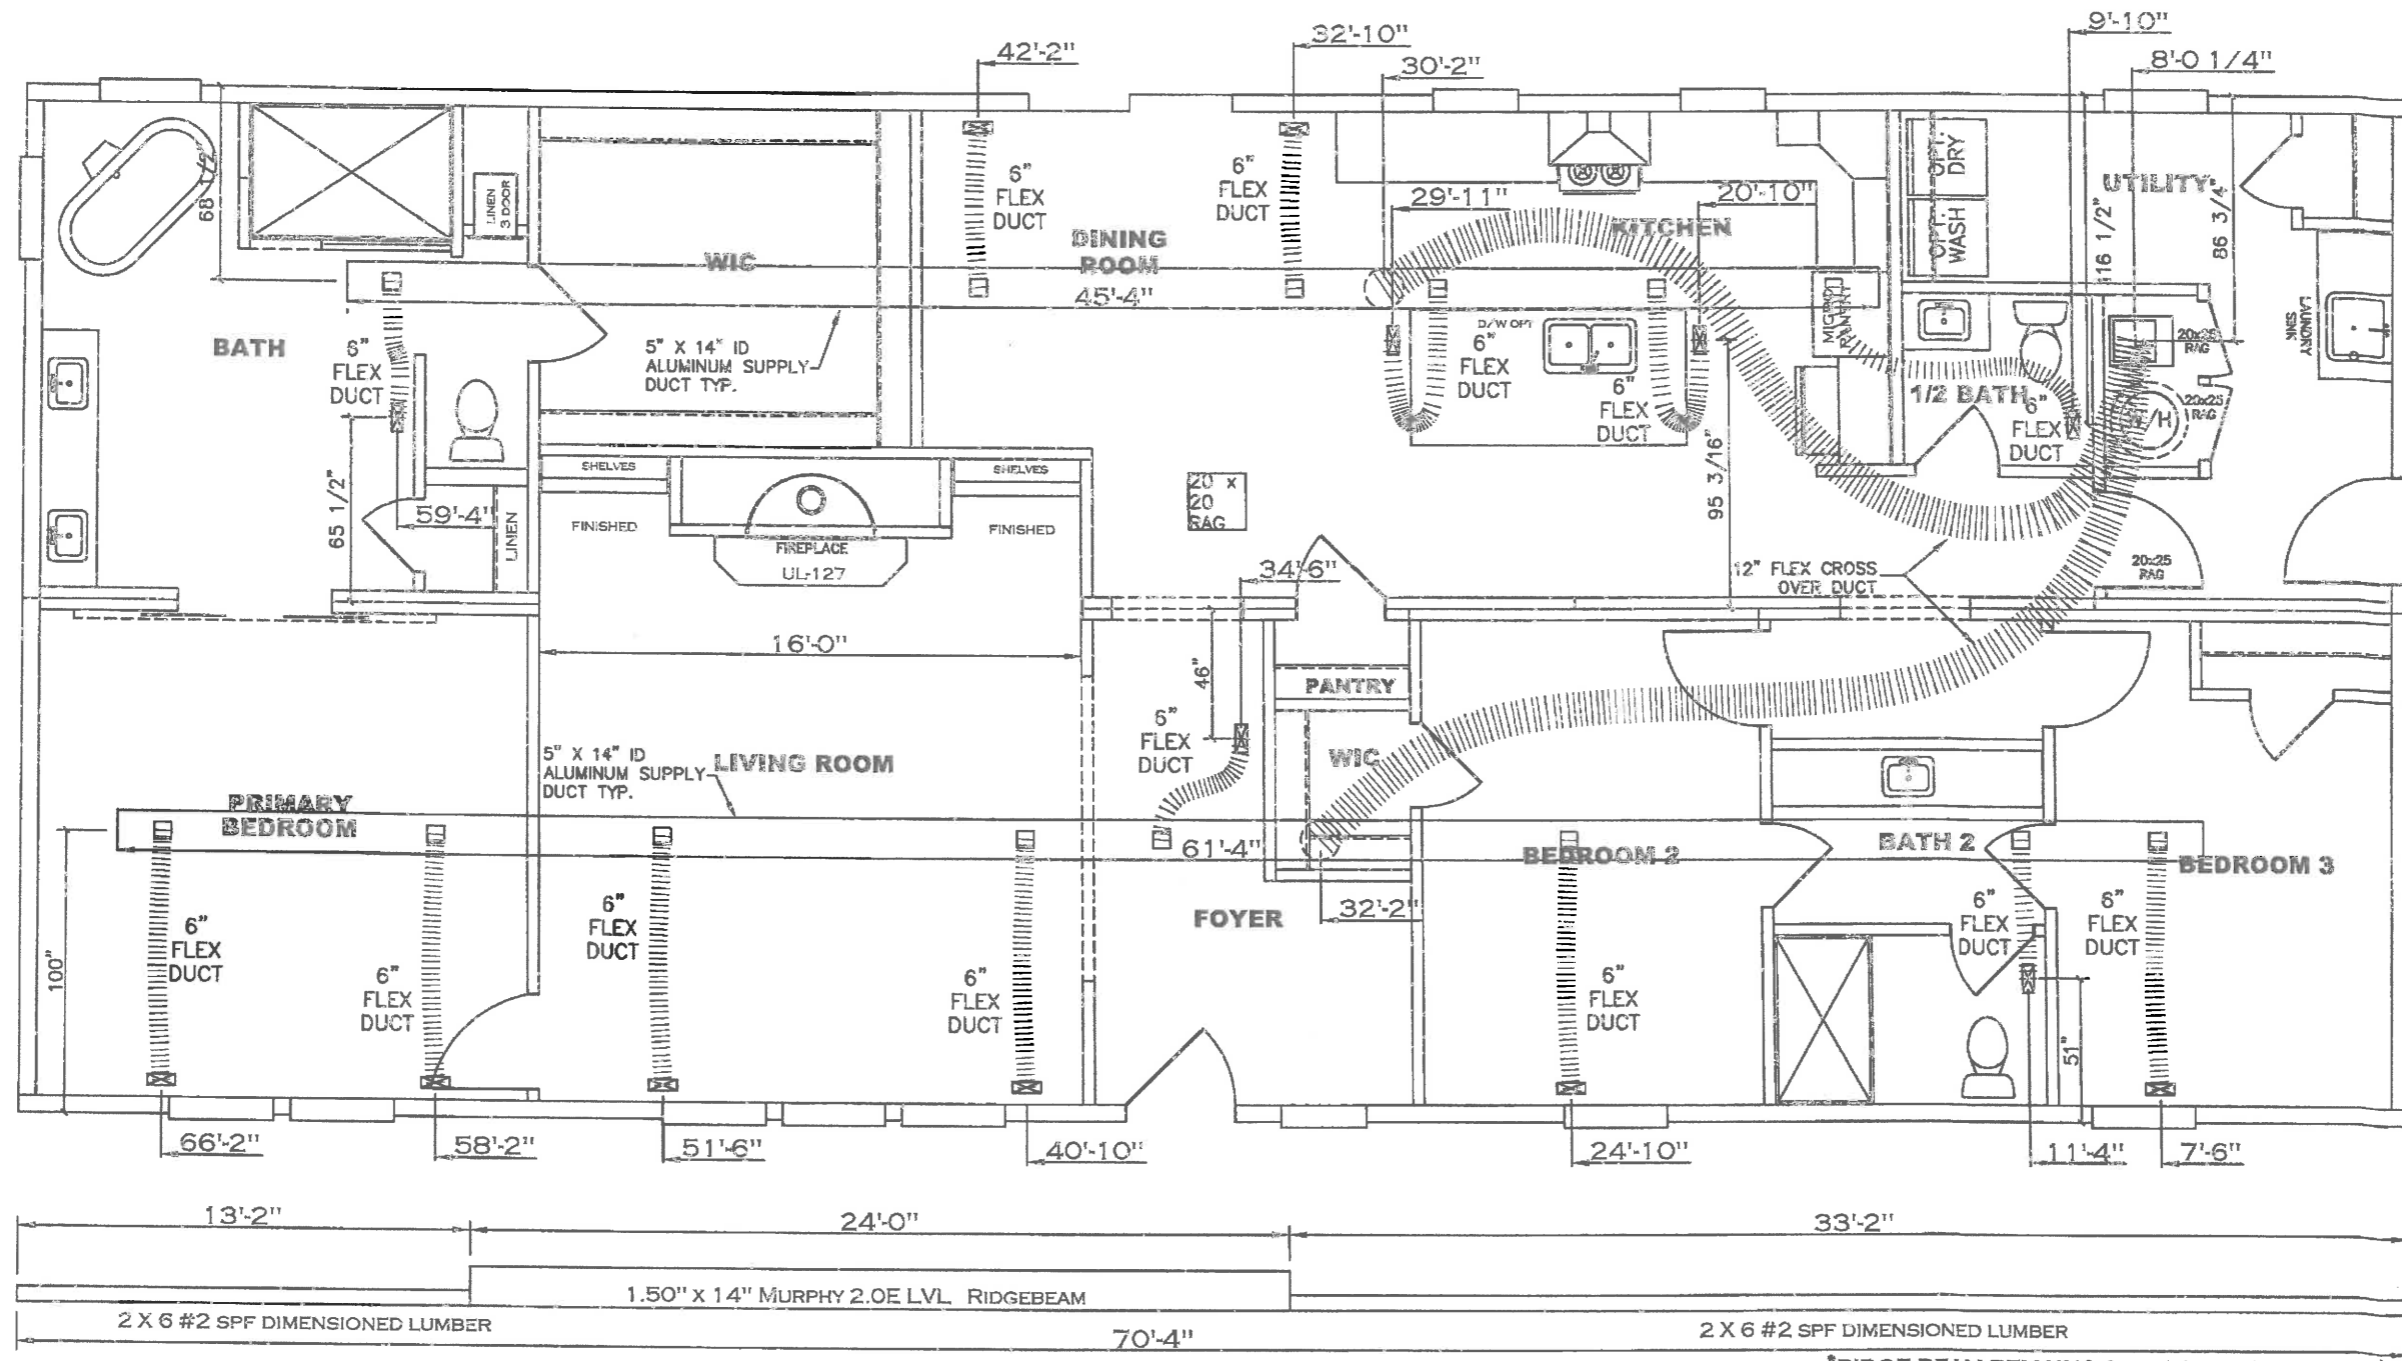 9'-10"
32'-10"
42'-2"
8'-0 1/4"
30'-2"
6"
FLEX
DUCT
6"
FLEX
DUCT
OPT.
DRY
OPT.
WASH
UTILITY
68 1/2"
LINEN
3 DOOR
29'-11"
20'-10"
KITCHEN
116 1/2"
86 3/4"
DINING
ROOM
WIC
45'-4"
BATH
6"
FLEX
DUCT
5" X 14" ID
ALUMINUM SUPPLY
DUCT TYP.
D/W OPT
6"
FLEX
DUCT
6"
FLEX
DUCT
MICRO
PANTRY
LAUNDRY
SINK
20x25
RAG
1/2 BATH
6"
FLEX
DUCT
W/H
20x25
RAG
SHELVES
SHELVES
65 1/2"
59'-4"
LINEN
FINISHED
FINISHED
FIREPLACE
UL-127
20 x
20
RAG
95 3/16"
34'-6"
12" FLEX CROSS
OVER DUCT
20x25
RAG
16'-0"
46"
PANTRY
6"
FLEX
DUCT
WIC
5" X 14" ID
ALUMINUM SUPPLY
DUCT TYP.
LIVING ROOM
PRIMARY
BEDROOM
61'-4"
BEDROOM 2
BATH 2
BEDROOM 3
32'-2"
FOYER
100"
6"
FLEX
DUCT
6"
FLEX
DUCT
6"
FLEX
DUCT
6"
FLEX
DUCT
6"
FLEX
DUCT
6"
FLEX
DUCT
6"
FLEX
DUCT
51"
66'-2"
58'-2"
51'-6"
40'-10"
24'-10"
11'-4"
7'-6"
13'-2"
24'-0"
33'-2"
1.50" X 14" MURPHY 2.0E LVL RIDGEBEAM
2 X 6 #2 SPF DIMENSIONED LUMBER
2 X 6 #2 SPF DIMENSIONED LUMBER
70'-4"